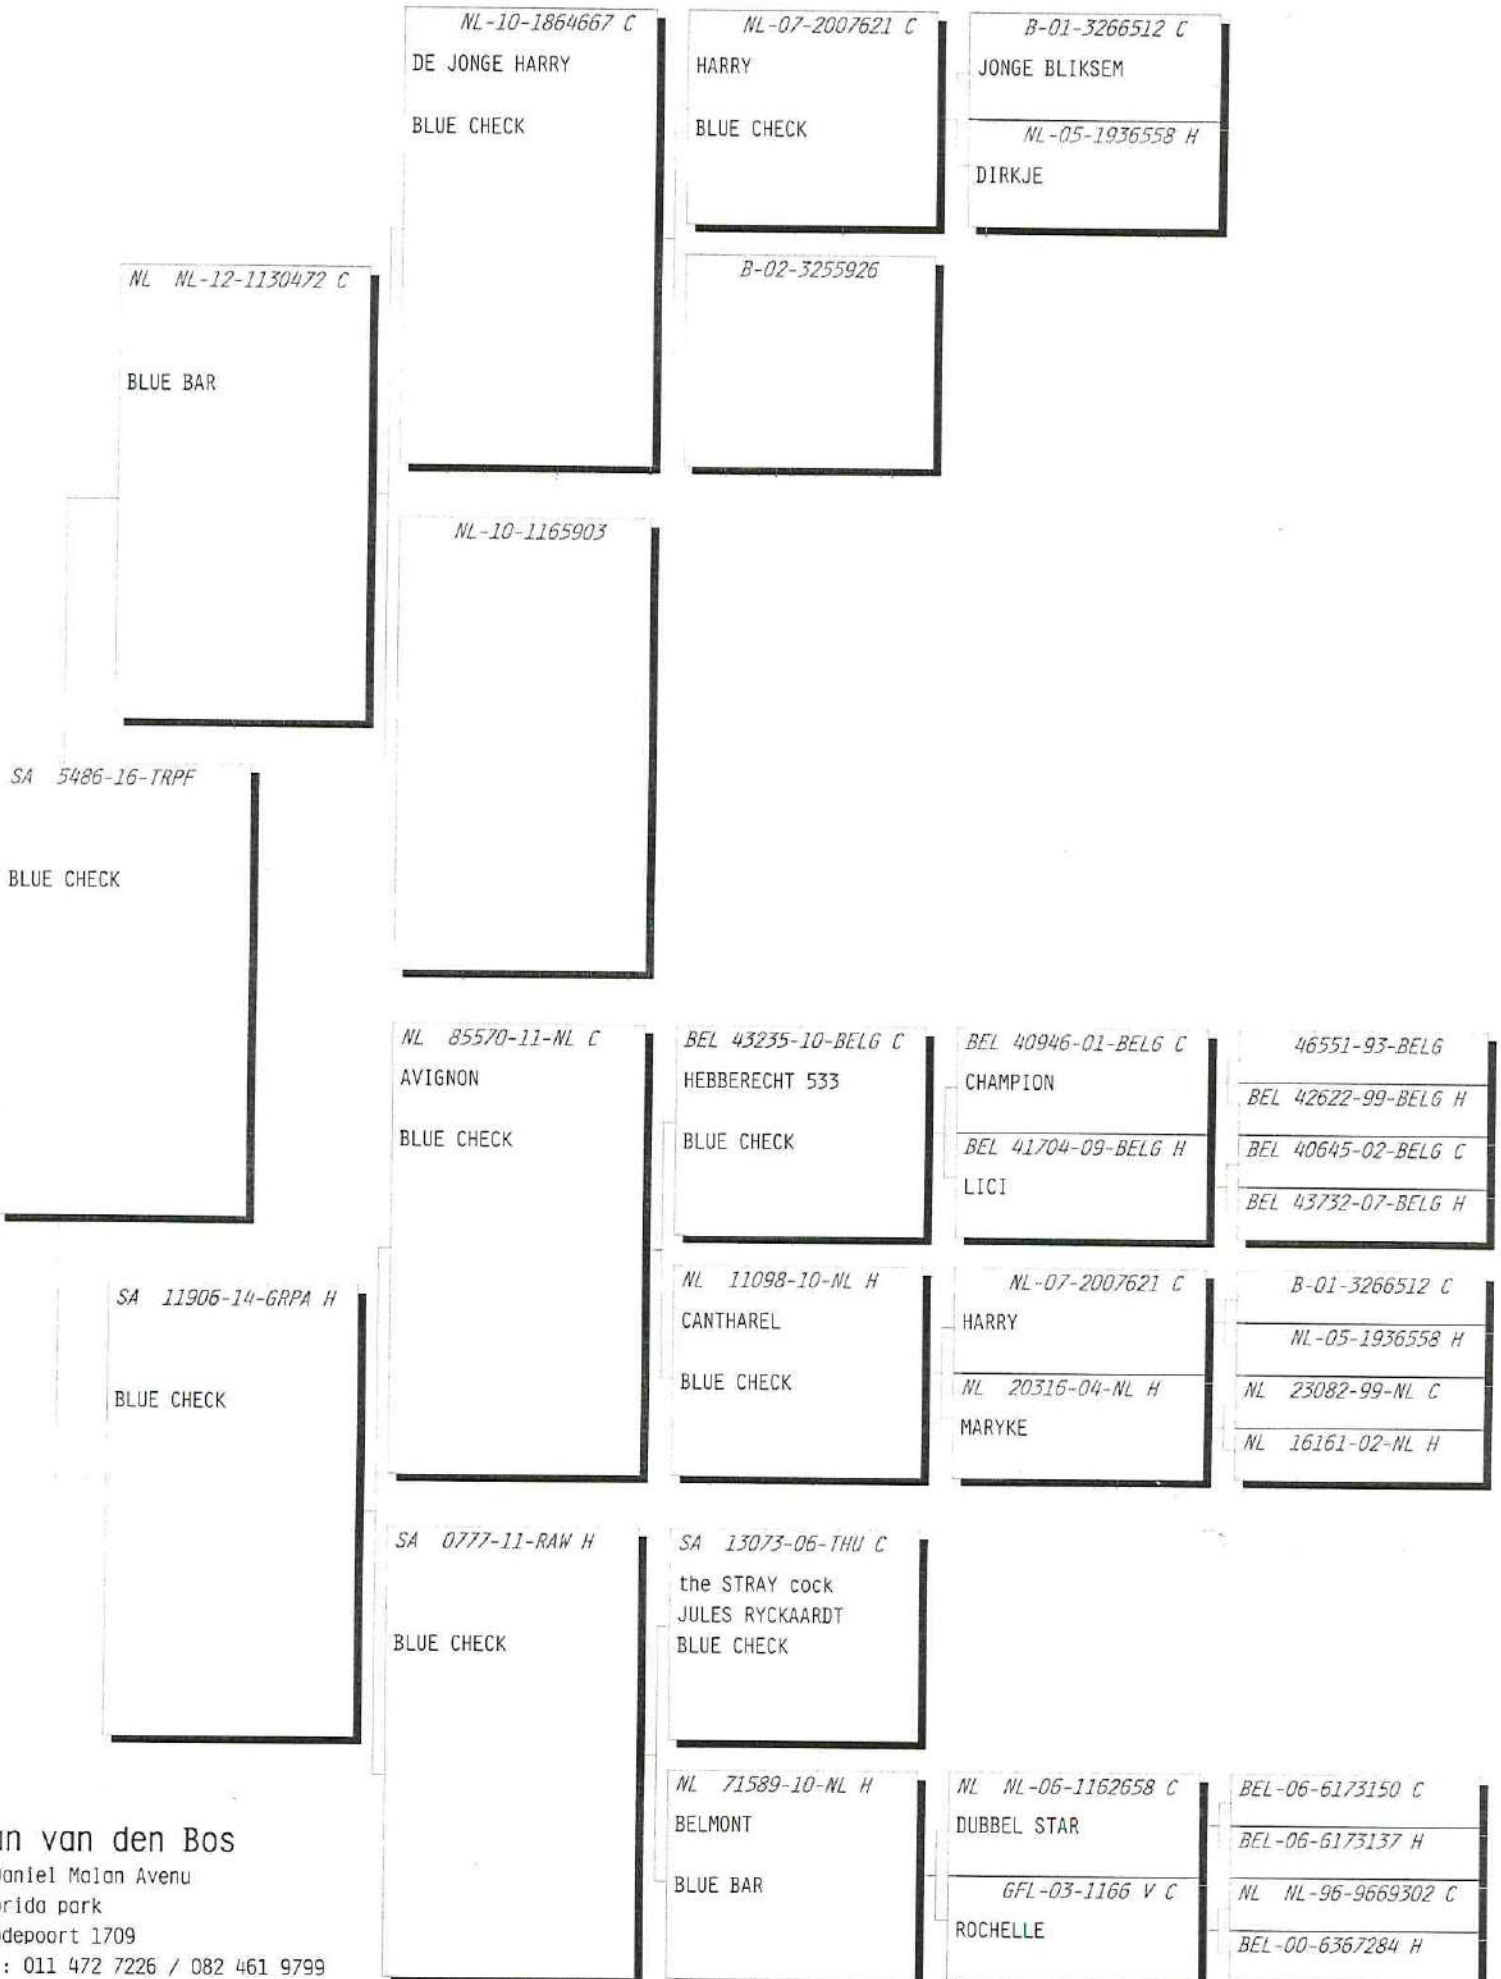 NL-10-1864667 C
DE JONGE HARRY
BLUE CHECK
NL-07-2007621 C
HARRY
BLUE CHECK
B-01-3266512 C
JONGE BLIKSEM
NL-05-1936558 H
DIRKJE
B-02-3255926
NL NL-12-1130472 C
BLUE BAR
NL-10-1165903
SA 5486-16-TRPF
BLUE CHECK
NL 85570-11-NL C
AVIGNON
BLUE CHECK
BEL 43235-10-BELG C
HEBBERECHT 533
BLUE CHECK
BEL 40946-01-BELG C
CHAMPION
BEL 41704-09-BELG H
LICI
46551-93-BELG
BEL 42622-99-BELG H
BEL 40645-02-BELG C
BEL 43732-07-BELG H
SA 11906-14-GRPA H
BLUE CHECK
NL 11098-10-NL H
CANTHAREL
BLUE CHECK
NL-07-2007621 C
HARRY
NL 20316-04-NL H
MARYKE
B-01-3266512 C
NL-05-1936558 H
NL 23082-99-NL C
NL 16161-02-NL H
SA 0777-11-RAW H
BLUE CHECK
SA 13073-06-THU C
the STRAY cock
JULES RYCKAARDT
BLUE CHECK
NL 71589-10-NL H
BELMONT
BLUE BAR
NL NL-06-1162658 C
DUBBEL STAR
GFL-03-1166 V C
ROCHELLE
BEL-06-6173150 C
BEL-06-6173137 H
NL NL-96-9669302 C
BEL-00-6367284 H
an van den Bos
Daniel Malan Avenu
orida park
odepoort 1709
: 011 472 7226 / 082 461 9799